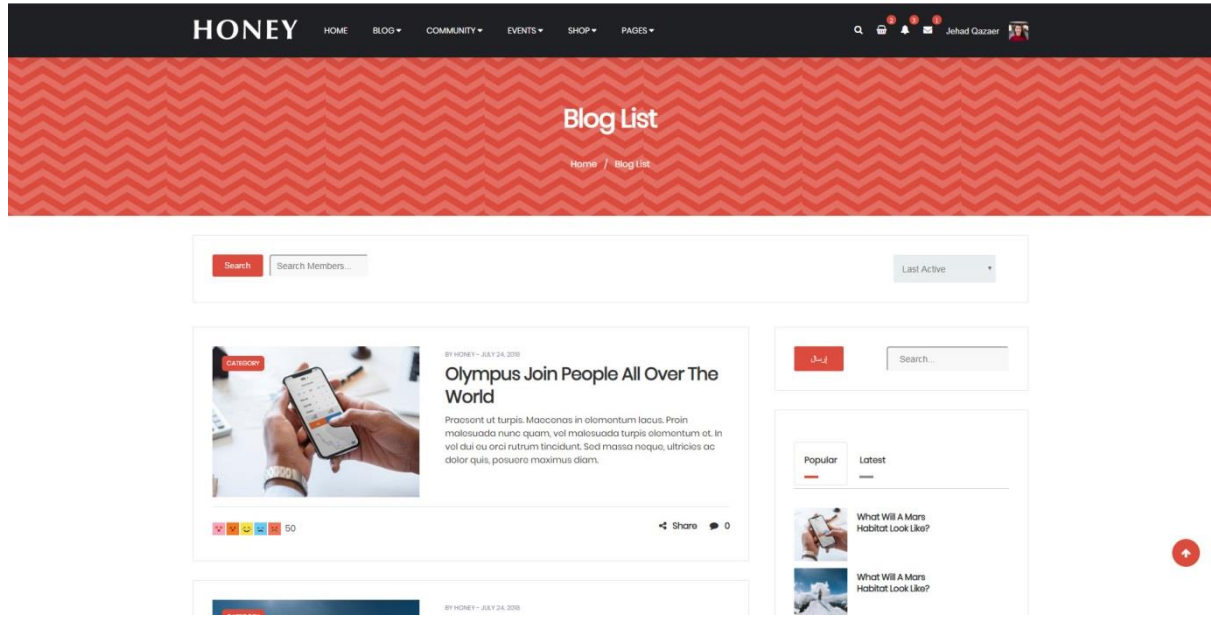 HONEY HOME BLOG COMMUNITY EVENTS SHOP PAGES 2 3 1 Jehad Qazaer
Blog List
Home / Blog List
Search Search Members... Last Active
CATEGORY
BY HONEY - JULY 24, 2018
Olympus Join People All Over The
World
Praesent ut turpis. Maecenas in elementum lacus. Proin
malesuada nunc quam, vel malesuada turpis elementum et. In
vel dui eu orci rutrum tincidunt. Sed massa neque, ultricies ac
dolor quis, posuere maximus diam.
50 Share 0
إرسال Search...
Popular Latest
What Will A Mars
Habitat Look Like?
What Will A Mars
Habitat Look Like?
CATEGORY
BY HONEY - JULY 24, 2018